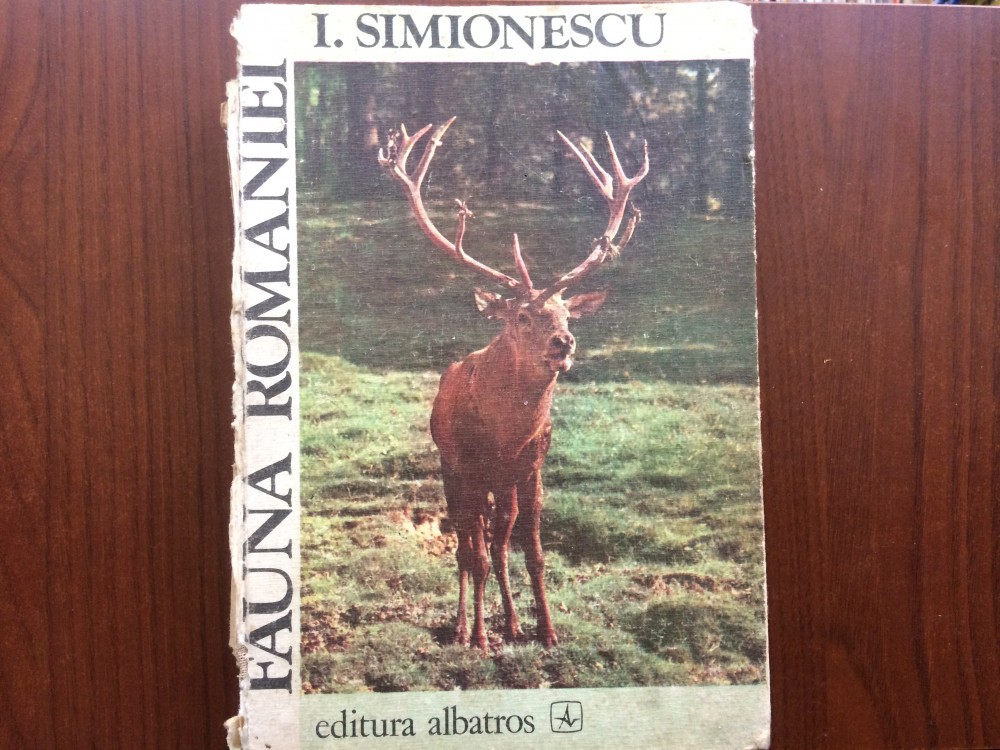 I. SIMIONESCU
FAUNA ROMANIEI
editura albatros